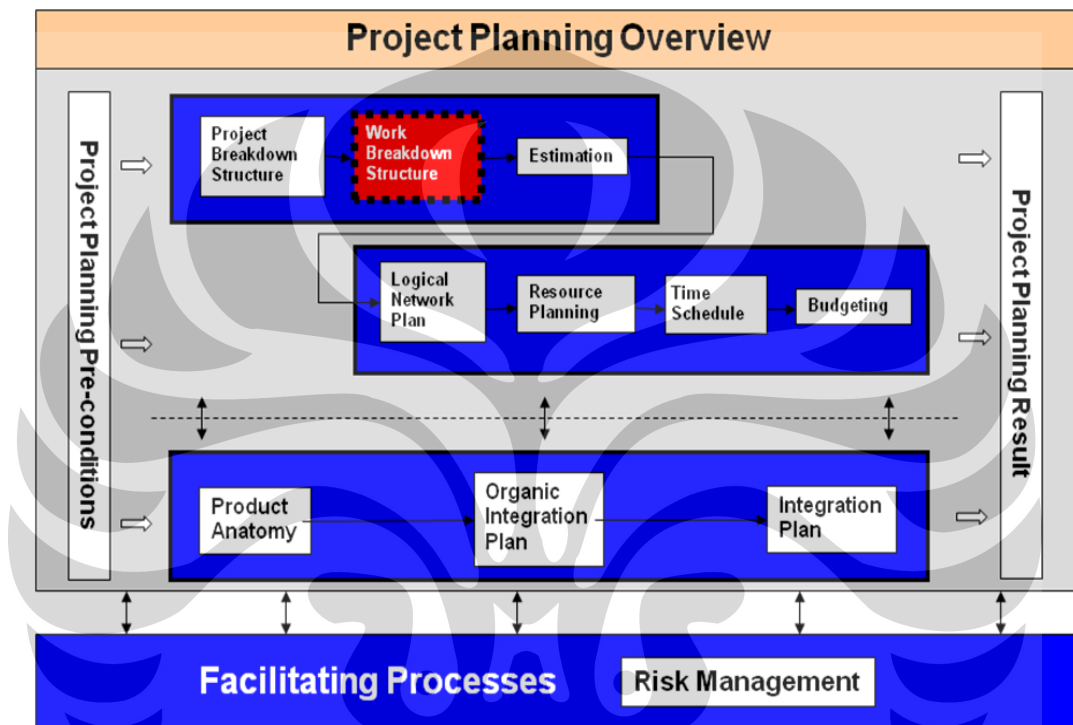 Project Planning Overview
Project Planning Pre-conditions
Project
Breakdown
Structure
Work
Breakdown
Structure
Estimation
Logical
Network
Plan
Resource
Planning
Time
Schedule
Budgeting
Product
Anatomy
Organic
Integration
Plan
Integration
Plan
Project Planning Result
Facilitating Processes
Risk Management